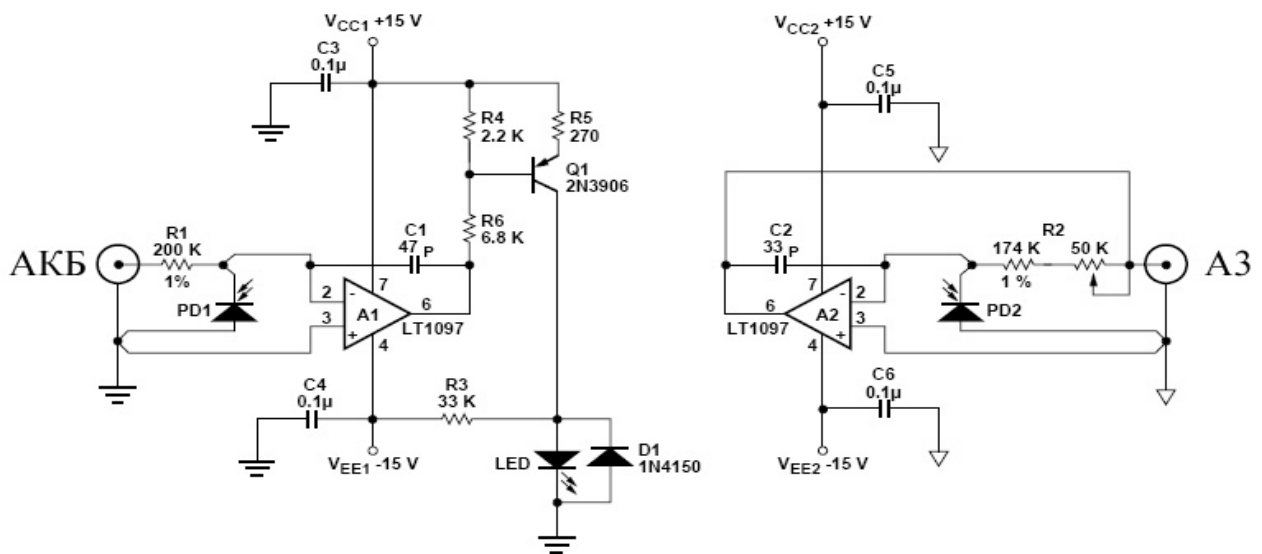 VCC1 +15 V
VCC2 +15 V
C3
0.1µ
C5
0.1µ
R4
2.2 K
R5
270
Q1
2N3906
R6
6.8 K
C1
47 P
C2
33 P
R1
200 K
1%
АКБ
PD1
2
3
7
6
4
-
+
A1
LT1097
R2
174 K
50 K
1 %
А3
PD2
7
2
3
6
4
-
+
A2
LT1097
C4
0.1µ
R3
33 K
C6
0.1µ
VEE1 -15 V
LED
D1
1N4150
VEE2 -15 V